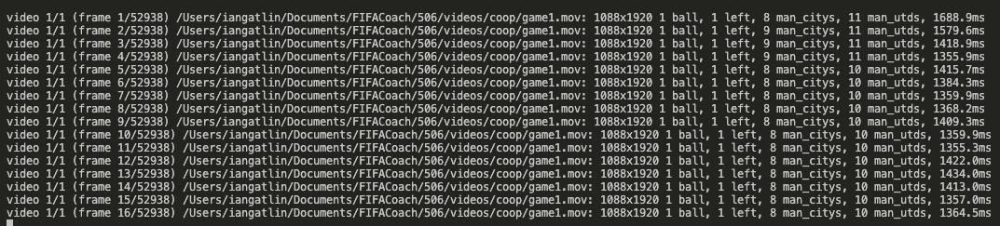 video 1/1 (frame 1/52938) /Users/iangatlin/Documents/FIFACoach/506/videos/coop/game1.mov: 1088x1920 1 ball, 1 left, 8 man_citys, 11 man_utds, 1688.9ms
video 1/1 (frame 2/52938) /Users/iangatlin/Documents/FIFACoach/506/videos/coop/game1.mov: 1088x1920 1 ball, 1 left, 9 man_citys, 11 man_utds, 1579.6ms
video 1/1 (frame 3/52938) /Users/iangatlin/Documents/FIFACoach/506/videos/coop/game1.mov: 1088x1920 1 ball, 1 left, 9 man_citys, 11 man_utds, 1418.9ms
video 1/1 (frame 4/52938) /Users/iangatlin/Documents/FIFACoach/506/videos/coop/game1.mov: 1088x1920 1 ball, 1 left, 9 man_citys, 11 man_utds, 1355.9ms
video 1/1 (frame 5/52938) /Users/iangatlin/Documents/FIFACoach/506/videos/coop/game1.mov: 1088x1920 1 ball, 1 left, 8 man_citys, 10 man_utds, 1415.7ms
video 1/1 (frame 6/52938) /Users/iangatlin/Documents/FIFACoach/506/videos/coop/game1.mov: 1088x1920 1 ball, 1 left, 8 man_citys, 10 man_utds, 1384.3ms
video 1/1 (frame 7/52938) /Users/iangatlin/Documents/FIFACoach/506/videos/coop/game1.mov: 1088x1920 1 ball, 1 left, 8 man_citys, 10 man_utds, 1359.9ms
video 1/1 (frame 8/52938) /Users/iangatlin/Documents/FIFACoach/506/videos/coop/game1.mov: 1088x1920 1 ball, 1 left, 8 man_citys, 10 man_utds, 1368.2ms
video 1/1 (frame 9/52938) /Users/iangatlin/Documents/FIFACoach/506/videos/coop/game1.mov: 1088x1920 1 ball, 1 left, 8 man_citys, 10 man_utds, 1409.3ms
video 1/1 (frame 10/52938) /Users/iangatlin/Documents/FIFACoach/506/videos/coop/game1.mov: 1088x1920 1 ball, 1 left, 8 man_citys, 10 man_utds, 1359.9ms
video 1/1 (frame 11/52938) /Users/iangatlin/Documents/FIFACoach/506/videos/coop/game1.mov: 1088x1920 1 ball, 1 left, 8 man_citys, 10 man_utds, 1355.3ms
video 1/1 (frame 12/52938) /Users/iangatlin/Documents/FIFACoach/506/videos/coop/game1.mov: 1088x1920 1 ball, 1 left, 8 man_citys, 10 man_utds, 1422.0ms
video 1/1 (frame 13/52938) /Users/iangatlin/Documents/FIFACoach/506/videos/coop/game1.mov: 1088x1920 1 ball, 1 left, 8 man_citys, 10 man_utds, 1434.0ms
video 1/1 (frame 14/52938) /Users/iangatlin/Documents/FIFACoach/506/videos/coop/game1.mov: 1088x1920 1 ball, 1 left, 8 man_citys, 10 man_utds, 1413.0ms
video 1/1 (frame 15/52938) /Users/iangatlin/Documents/FIFACoach/506/videos/coop/game1.mov: 1088x1920 1 ball, 1 left, 8 man_citys, 10 man_utds, 1357.0ms
video 1/1 (frame 16/52938) /Users/iangatlin/Documents/FIFACoach/506/videos/coop/game1.mov: 1088x1920 1 ball, 1 left, 8 man_citys, 10 man_utds, 1364.5ms